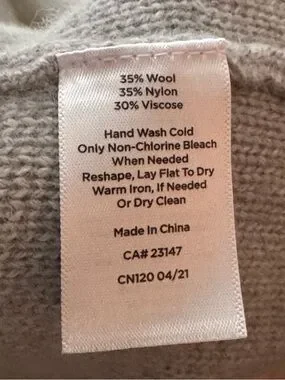 35% Wool
35% Nylon
30% Viscose
Hand Wash Cold
Only Non-Chlorine Bleach
When Needed
Reshape, Lay Flat To Dry
Warm Iron, If Needed
Or Dry Clean
Made In China
CA# 23147
CN120 04/21